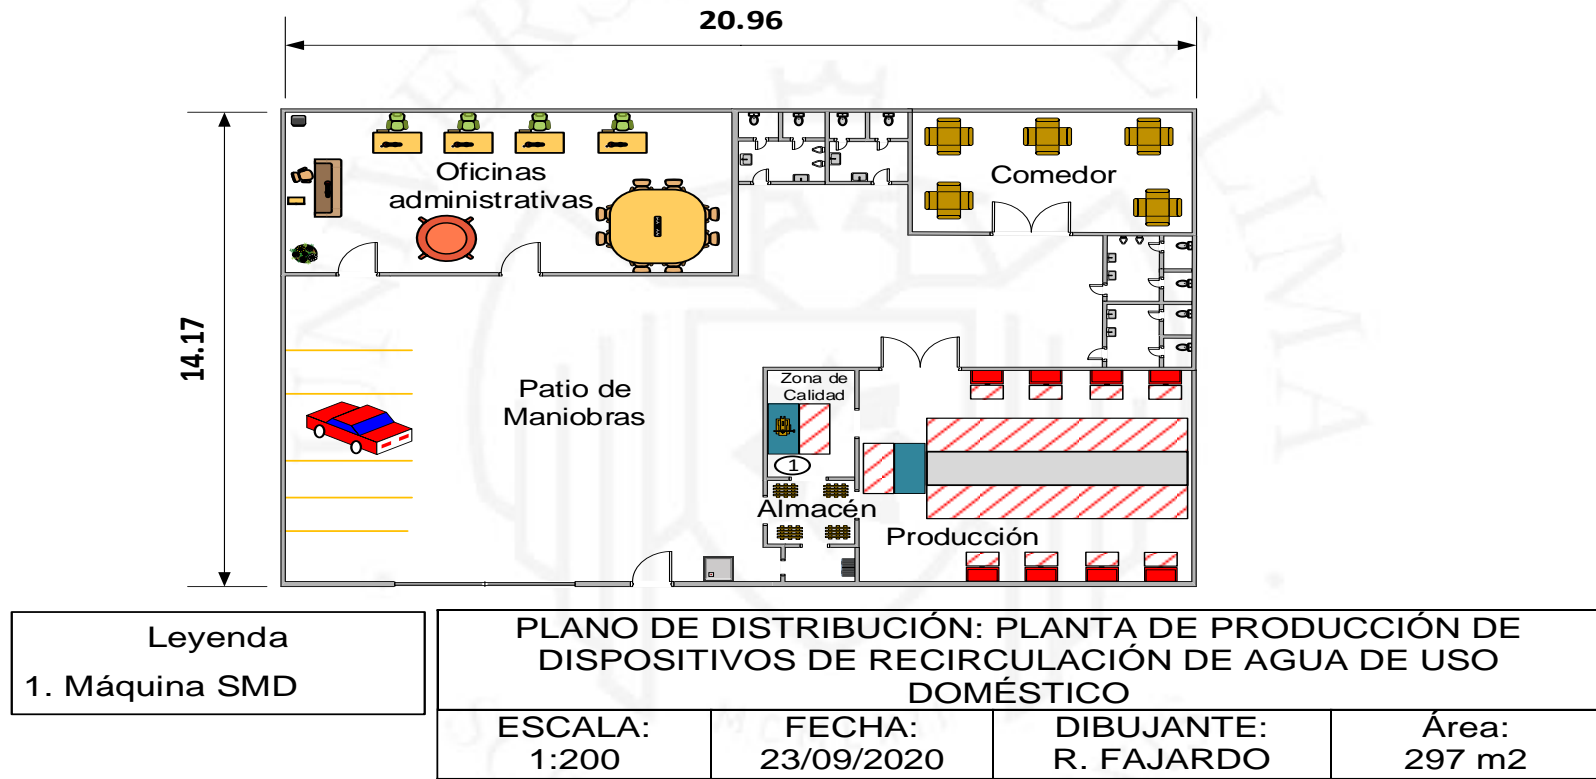 20.96
14.17
Oficinas
administrativas
Comedor
Patio de
Maniobras
Zona de
Calidad
1
Almacén
Producción
Leyenda
1. Máquina SMD
PLANO DE DISTRIBUCIÓN: PLANTA DE PRODUCCIÓN DE
DISPOSITIVOS DE RECIRCULACIÓN DE AGUA DE USO
DOMÉSTICO
ESCALA:
1:200
FECHA:
23/09/2020
DIBUJANTE:
R. FAJARDO
Área:
297 m2